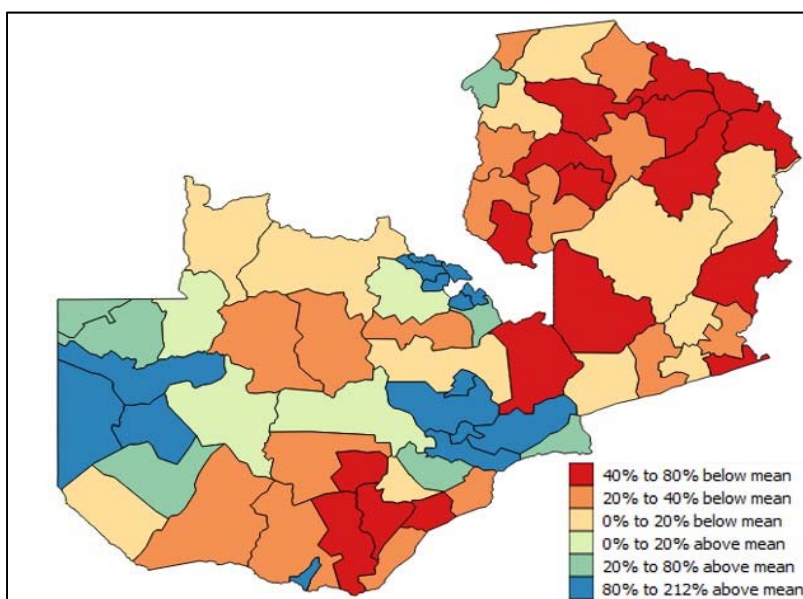 40% to 80% below mean
20% to 40% below mean
0% to 20% below mean
0% to 20% above mean
20% to 80% above mean
80% to 212% above mean